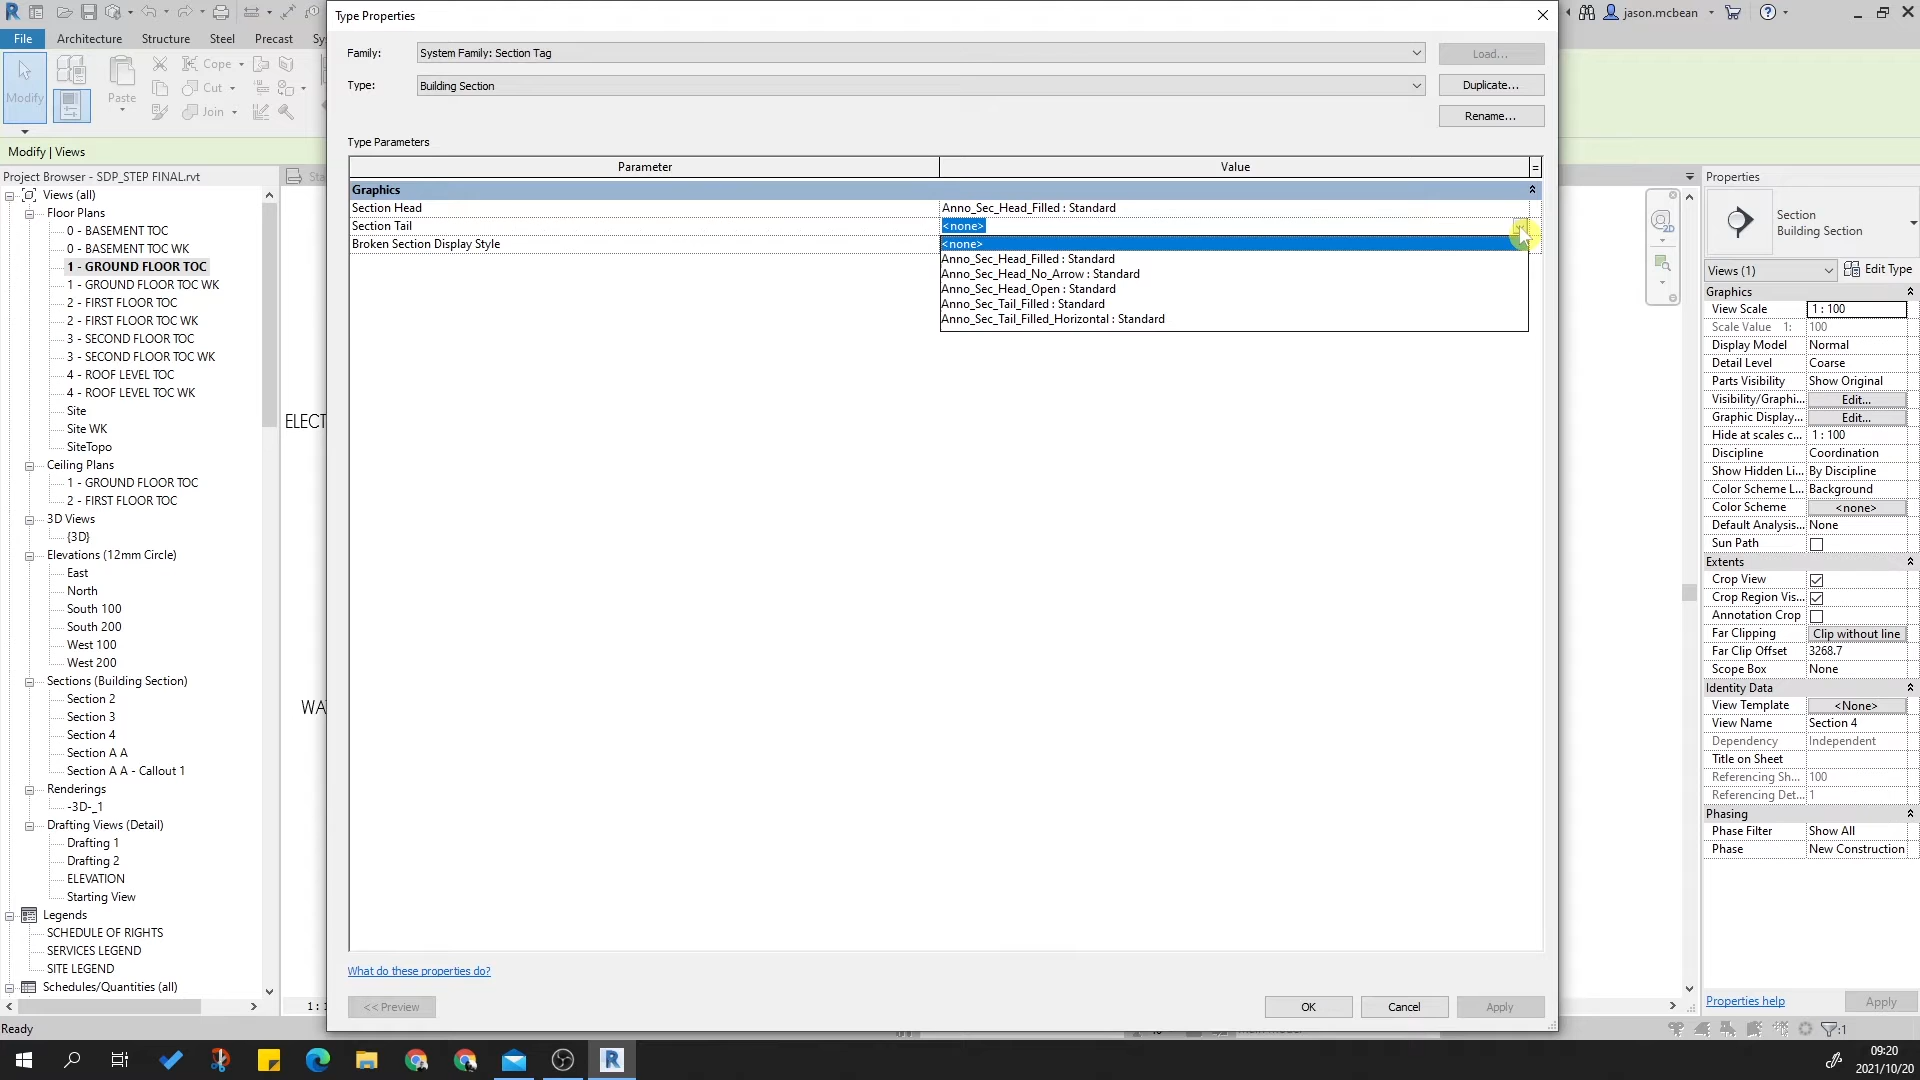 Type Properties
jason.mcbean
File
Architecture
Structure
Steel
Precast
Modify
Paste
Cope
Cut
Join
Modify | Views
Family:
System Family: Section Tag
Load...
Type:
Building Section
Duplicate...
Rename...
Type Parameters
Parameter
Value
=
Graphics
Section Head
Anno_Sec_Head_Filled : Standard
Section Tail
<none>
Broken Section Display Style
<none>
Anno_Sec_Head_Filled : Standard
Anno_Sec_Head_No_Arrow : Standard
Anno_Sec_Head_Open : Standard
Anno_Sec_Tail_Filled : Standard
Anno_Sec_Tail_Filled_Horizontal : Standard
What do these properties do?
<< Preview
OK
Cancel
Apply
Project Browser - SDP_STEP FINAL.rvt
Views (all)
Floor Plans
0 - BASEMENT TOC
0 - BASEMENT TOC WK
1 - GROUND FLOOR TOC
1 - GROUND FLOOR TOC WK
2 - FIRST FLOOR TOC
2 - FIRST FLOOR TOC WK
3 - SECOND FLOOR TOC
3 - SECOND FLOOR TOC WK
4 - ROOF LEVEL TOC
4 - ROOF LEVEL TOC WK
Site
Site WK
SiteTopo
Ceiling Plans
1 - GROUND FLOOR TOC
2 - FIRST FLOOR TOC
3D Views
{3D}
Elevations (12mm Circle)
East
North
South 100
South 200
West 100
West 200
Sections (Building Section)
Section 2
Section 3
Section 4
Section A A
Section A A - Callout 1
Renderings
-3D-_1
Drafting Views (Detail)
Drafting 1
Drafting 2
ELEVATION
Starting View
Legends
SCHEDULE OF RIGHTS
SERVICES LEGEND
SITE LEGEND
Schedules/Quantities (all)
Ready
ELECT
WA
Properties
Section
Building Section
Views (1)
Edit Type
Graphics
View Scale 1 : 100
Scale Value 1: 100
Display Model Normal
Detail Level Coarse
Parts Visibility Show Original
Visibility/Graphi... Edit...
Graphic Display... Edit...
Hide at scales c... 1 : 100
Discipline Coordination
Show Hidden Li... By Discipline
Color Scheme L... Background
Color Scheme <none>
Default Analysis... None
Sun Path
Extents
Crop View
Crop Region Vis...
Annotation Crop
Far Clipping Clip without line
Far Clip Offset 3268.7
Scope Box None
Identity Data
View Template <None>
View Name Section 4
Dependency Independent
Title on Sheet
Referencing Sh... 100
Referencing Det... 1
Phasing
Phase Filter Show All
Phase New Construction
Properties help
Apply
:1
09:20
2021/10/20